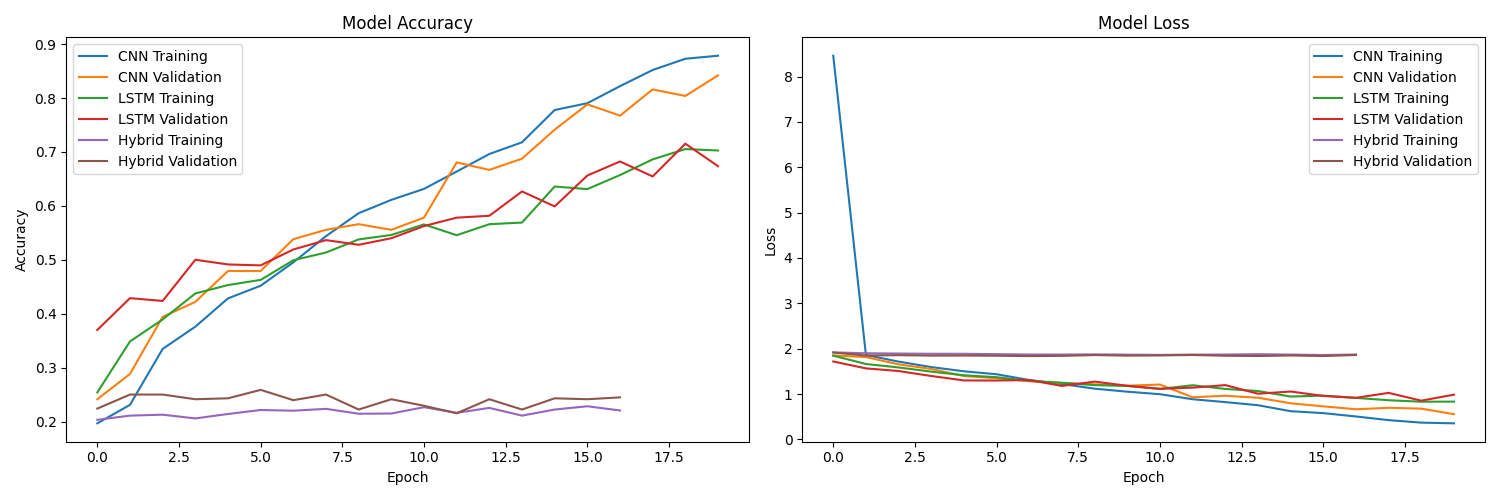 Model Accuracy
CNN Training
CNN Validation
LSTM Training
LSTM Validation
Hybrid Training
Hybrid Validation
Accuracy
0.9
0.8
0.7
0.6
0.5
0.4
0.3
0.2
0.0 2.5 5.0 7.5 10.0 12.5 15.0 17.5
Epoch
Model Loss
CNN Training
CNN Validation
LSTM Training
LSTM Validation
Hybrid Training
Hybrid Validation
Loss
8
7
6
5
4
3
2
1
0
0.0 2.5 5.0 7.5 10.0 12.5 15.0 17.5
Epoch